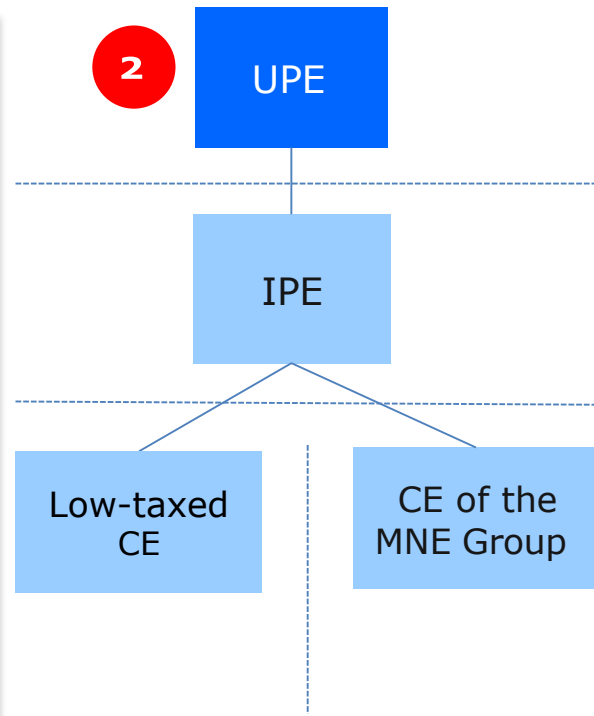 2
UPE
IPE
Low-taxed
CE
CE of the
MNE Group